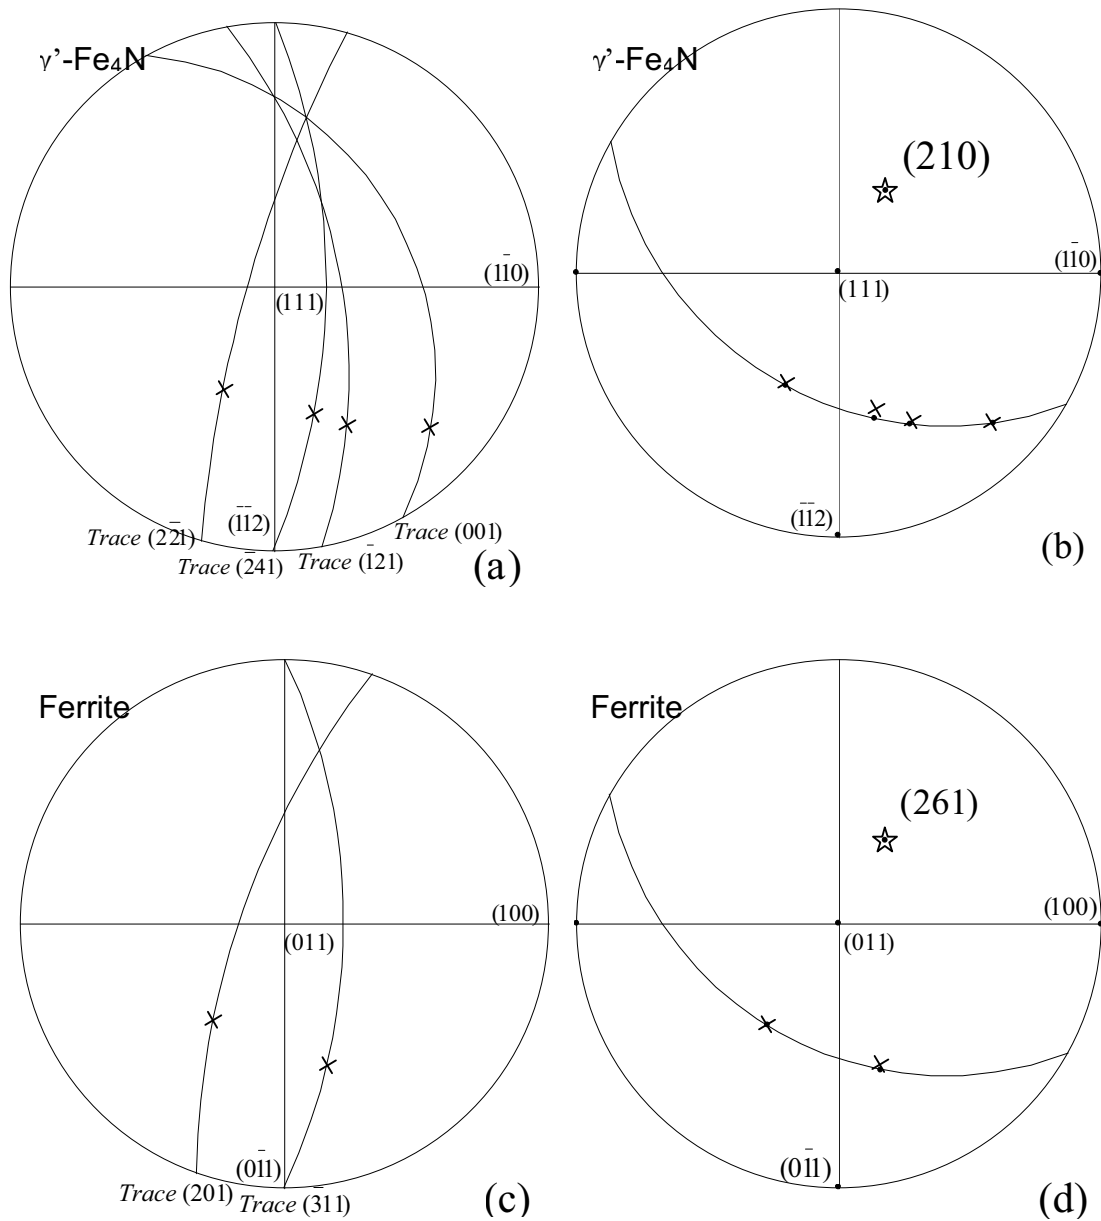 γ'-Fe₄N
(11̄0)
(111)
(1̄1̄2)
Trace (22̄1)
Trace (2̄41)
Trace (1̄21)
Trace (001)
(a)
γ'-Fe₄N
(210)
(11̄0)
(111)
(1̄1̄2)
(b)
Ferrite
(100)
(011)
(01̄1)
Trace (201)
Trace (3̄11)
(c)
Ferrite
(261)
(100)
(011)
(01̄1)
(d)